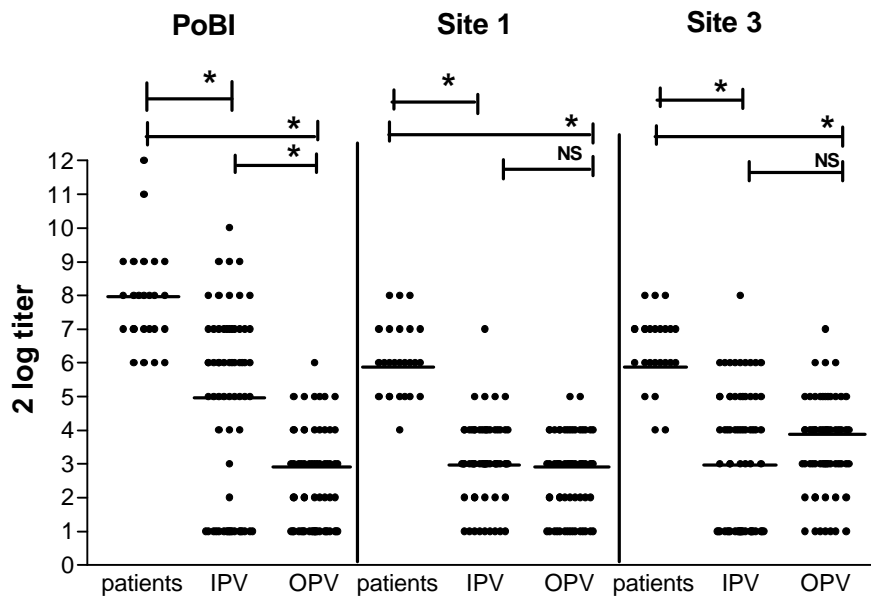 PoBI Site 1 Site 3
* * *
* * *
* NS NS
2 log titer
12
11
10
9
8
7
6
5
4
3
2
1
0
patients IPV OPV patients IPV OPV patients IPV OPV